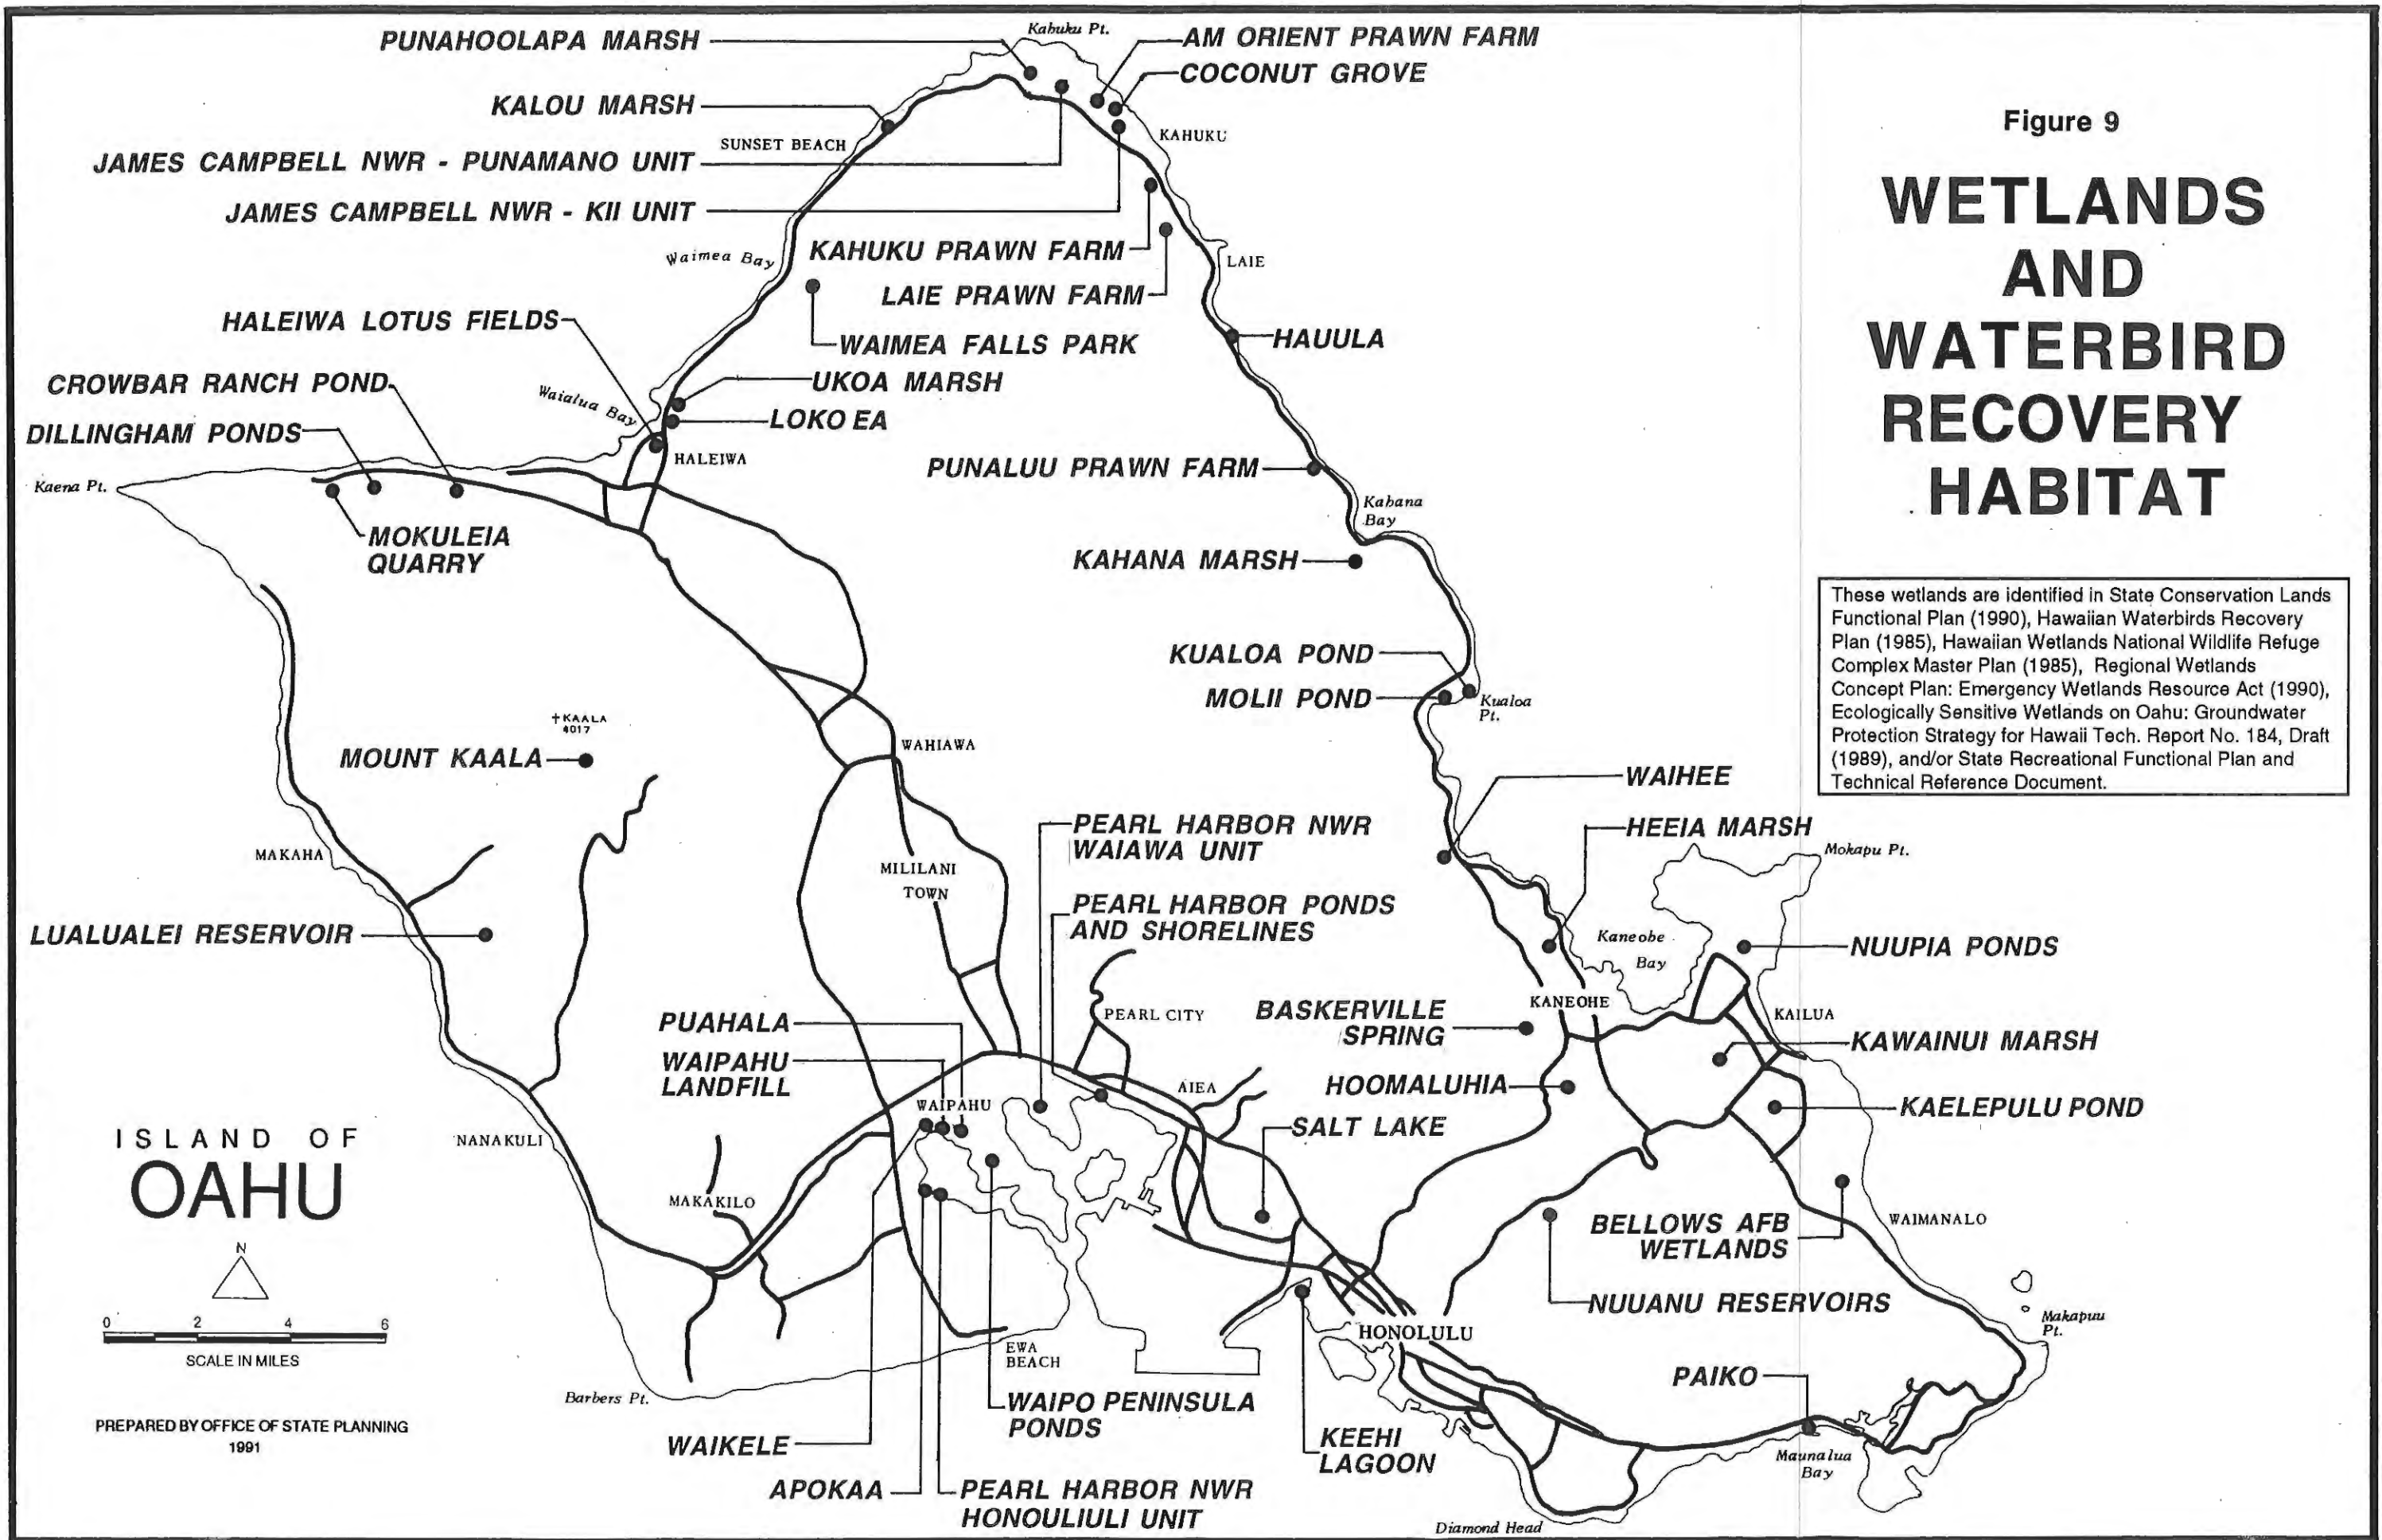 Figure 9
WETLANDS
AND
WATERBIRD
RECOVERY
HABITAT
These wetlands are identified in State Conservation Lands
Functional Plan (1990), Hawaiian Waterbirds Recovery
Plan (1985), Hawaiian Wetlands National Wildlife Refuge
Complex Master Plan (1985), Regional Wetlands
Concept Plan: Emergency Wetlands Resource Act (1990),
Ecologically Sensitive Wetlands on Oahu: Groundwater
Protection Strategy for Hawaii Tech. Report No. 184, Draft
(1989), and/or State Recreational Functional Plan and
Technical Reference Document.
Kahuku Pt.
PUNAHOOLAPA MARSH
AM ORIENT PRAWN FARM
COCONUT GROVE
KALOU MARSH
KAHUKU
SUNSET BEACH
JAMES CAMPBELL NWR - PUNAMANO UNIT
JAMES CAMPBELL NWR - KII UNIT
KAHUKU PRAWN FARM
Waimea Bay
LAIE
LAIE PRAWN FARM
HALEIWA LOTUS FIELDS
WAIMEA FALLS PARK
HAUULA
CROWBAR RANCH POND
UKOA MARSH
Waialua Bay
LOKO EA
DILLINGHAM PONDS
HALEIWA
PUNALUU PRAWN FARM
Kaena Pt.
Kahana
Bay
MOKULEIA
QUARRY
KAHANA MARSH
KUALOA POND
MOLII POND
Kualoa
Pt.
KAALA
4017
MOUNT KAALA
WAHIAWA
WAIHEE
PEARL HARBOR NWR
WAIAWA UNIT
HEEIA MARSH
MAKAHA
Mokapu Pt.
MILILANI
TOWN
PEARL HARBOR PONDS
AND SHORELINES
LUALUALEI RESERVOIR
Kaneohe
Bay
NUUPIA PONDS
KANEOHE
PUAHALA
PEARL CITY
BASKERVILLE
SPRING
KAILUA
KAWAINUI MARSH
WAIPAHU
LANDFILL
AIEA
HOOMALUHIA
WAIPAHU
KAELEPULU POND
SALT LAKE
NANAKULI
ISLAND OF
OAHU
MAKAKILO
BELLOWS AFB
WETLANDS
WAIMANALO
N
NUUANU RESERVOIRS
0 2 4 6
SCALE IN MILES
Makapuu
Pt.
HONOLULU
EWA
BEACH
PAIKO
Barbers Pt.
WAIPO PENINSULA
PONDS
PREPARED BY OFFICE OF STATE PLANNING
1991
WAIKELE
KEEHI
LAGOON
Maunalua
Bay
APOKAA
PEARL HARBOR NWR
HONOULIULI UNIT
Diamond Head